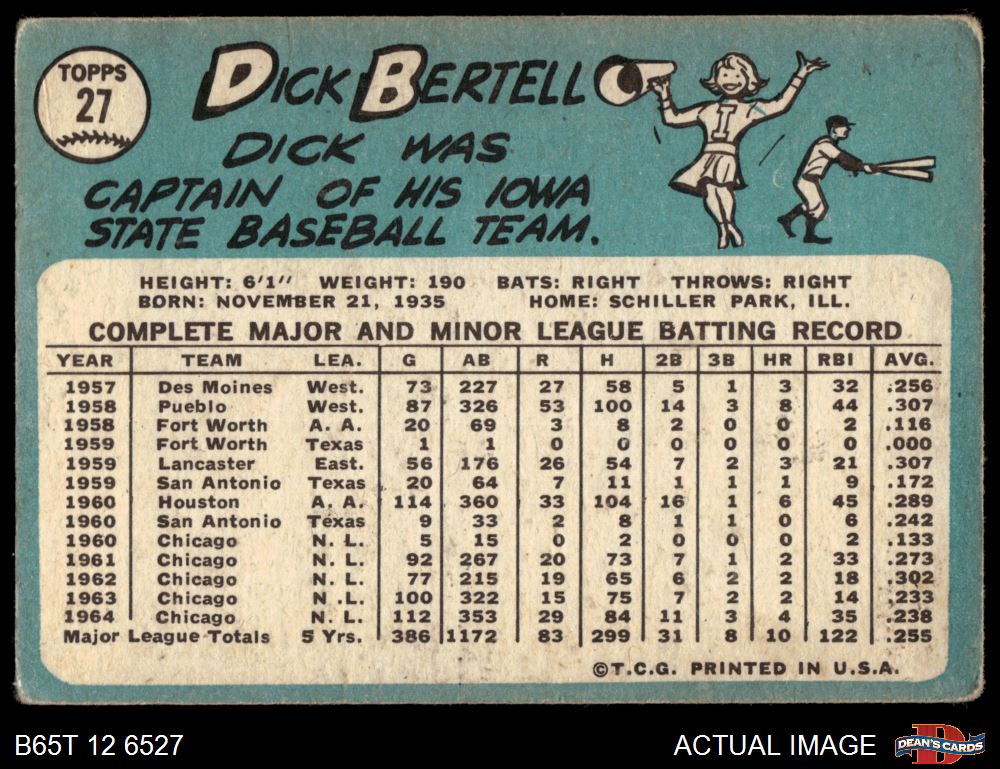 TOPPS
27
DICK BERTELL
DICK WAS
CAPTAIN OF HIS IOWA
STATE BASEBALL TEAM.
I
HEIGHT: 6'1" WEIGHT: 190 BATS: RIGHT THROWS: RIGHT
BORN: NOVEMBER 21, 1935 HOME: SCHILLER PARK, ILL.
COMPLETE MAJOR AND MINOR LEAGUE BATTING RECORD
YEAR TEAM LEA. G AB R H 2B 3B HR RBI AVG.
1957 Des Moines West. 73 227 27 58 5 1 3 32 .256
1958 Pueblo West. 87 326 53 100 14 3 8 44 .307
1958 Fort Worth A. A. 20 69 3 8 2 0 0 2 .116
1959 Fort Worth Texas 1 1 0 0 0 0 0 0 .000
1959 Lancaster East. 56 176 26 54 7 2 3 21 .307
1959 San Antonio Texas 20 64 7 11 1 1 1 9 .172
1960 Houston A. A. 114 360 33 104 16 1 6 45 .289
1960 San Antonio Texas 9 33 2 8 1 1 0 6 .242
1960 Chicago N. L. 5 15 0 2 0 0 0 2 .133
1961 Chicago N. L. 92 267 20 73 7 1 2 33 .273
1962 Chicago N. L. 77 215 19 65 6 2 2 18 .302
1963 Chicago N .L. 100 322 15 75 7 2 2 14 .233
1964 Chicago N. L. 112 353 29 84 11 3 4 35 .238
Major League Totals 5 Yrs. 386 1172 83 299 31 8 10 122 .255
©T.C.G. PRINTED IN U.S.A.
B65T 12 6527 ACTUAL IMAGE
D
DEAN'S CARDS